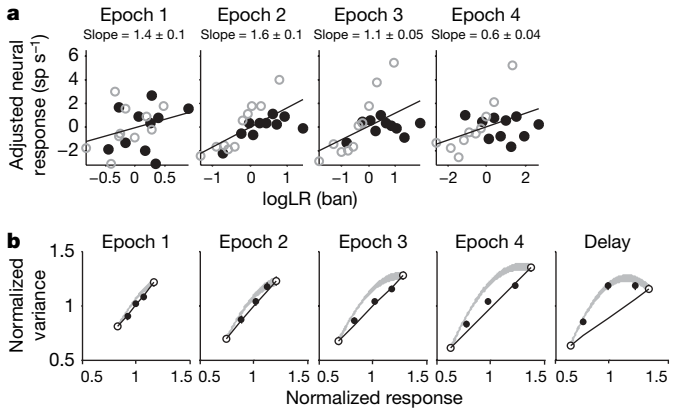 a
Epoch 1 Epoch 2 Epoch 3 Epoch 4
Slope = 1.4 ± 0.1 Slope = 1.6 ± 0.1 Slope = 1.1 ± 0.05 Slope = 0.6 ± 0.04
Adjusted neural
response (sp s⁻¹)
6
4
2
0
−2
−0.5 0 0.5 −1 0 1 −1 0 1 −2 0 2
logLR (ban)
b
Epoch 1 Epoch 2 Epoch 3 Epoch 4 Delay
Normalized
variance
1.5
1
0.5
0.5 1 1.5 0.5 1 1.5 0.5 1 1.5 0.5 1 1.5 0.5 1 1.5
Normalized response